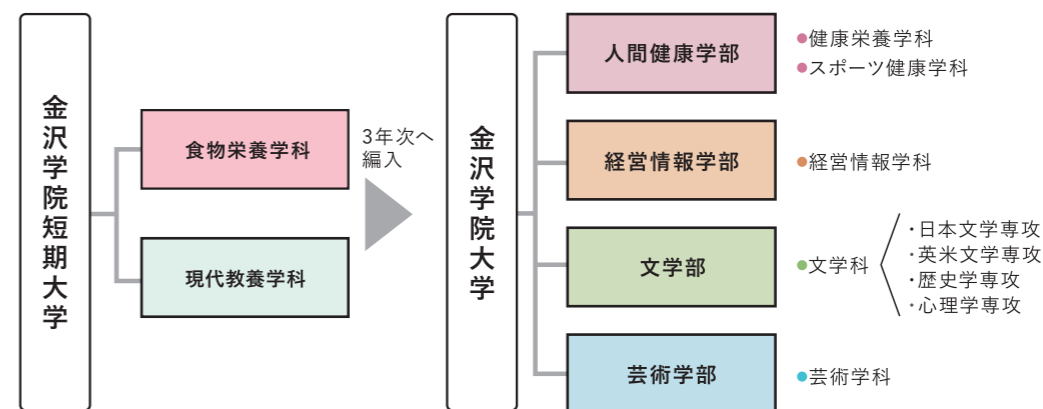 金沢学院短期大学
食物栄養学科
現代教養学科
3年次へ
編入
金沢学院大学
人間健康学部
●健康栄養学科
●スポーツ健康学科
経営情報学部
●経営情報学科
文学部
●文学科
・日本文学専攻
・英米文学専攻
・歴史学専攻
・心理学専攻
芸術学部
●芸術学科